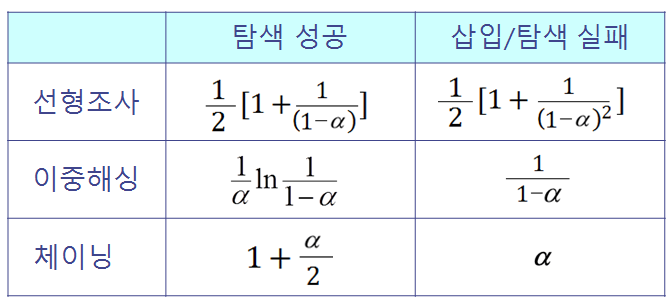 탐색 성공 삽입/탐색 실패
선형조사 1/2 [1 + 1/(1−α)] 1/2 [1 + 1/(1−α)²]
이중해싱 1/α ln 1/(1−α) 1/(1−α)
체이닝 1 + α/2 α